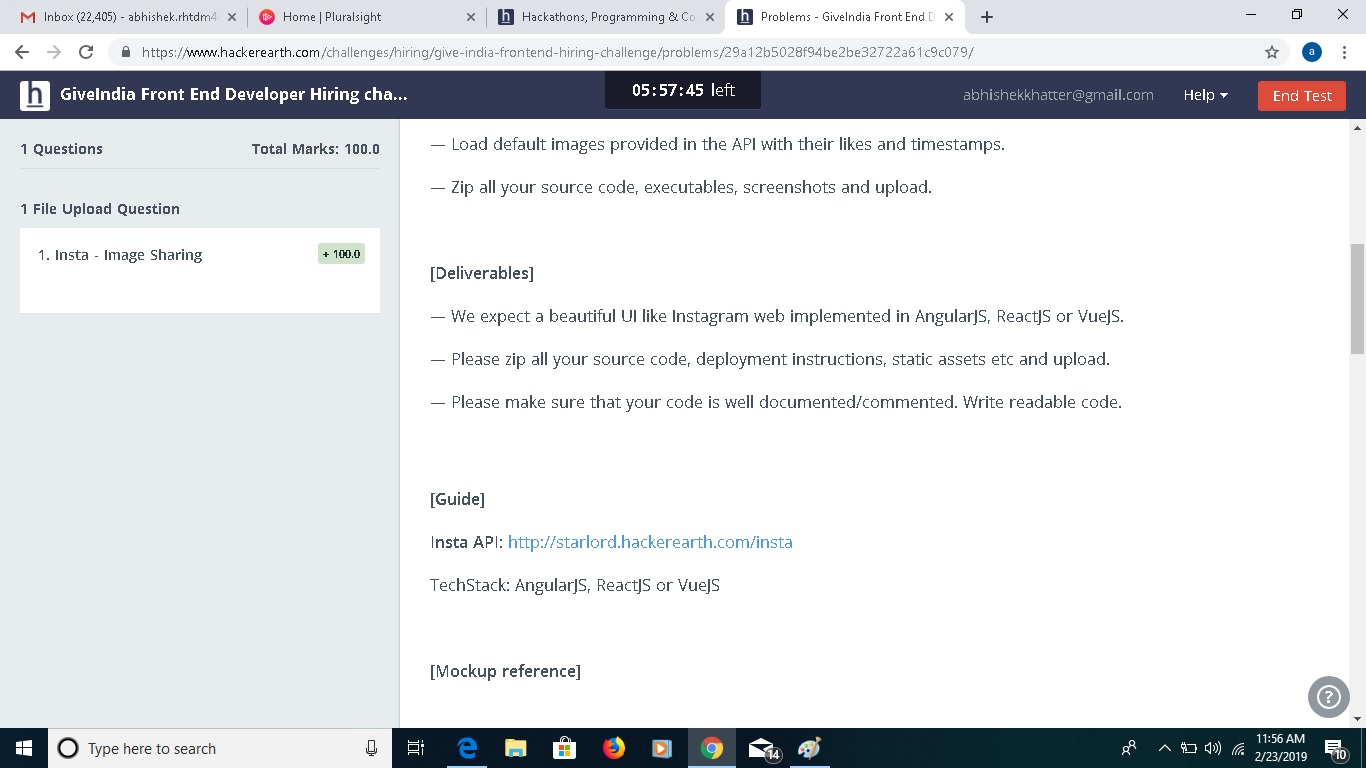 Inbox (22,405) - abhishek.rhtdm4
Home | Pluralsight
Hackathons, Programming & Co
Problems - GiveIndia Front End D
https://www.hackerearth.com/challenges/hiring/give-india-frontend-hiring-challenge/problems/29a12b5028f94be2be32722a61c9c079/
a
h
GiveIndia Front End Developer Hiring cha...
05:57:45 left
abhishekkhatter@gmail.com
Help
End Test
1 Questions
Total Marks: 100.0
1 File Upload Question
1. Insta - Image Sharing
+ 100.0
— Load default images provided in the API with their likes and timestamps.
— Zip all your source code, executables, screenshots and upload.
[Deliverables]
— We expect a beautiful UI like Instagram web implemented in AngularJS, ReactJS or VueJS.
— Please zip all your source code, deployment instructions, static assets etc and upload.
— Please make sure that your code is well documented/commented. Write readable code.
[Guide]
Insta API: http://starlord.hackerearth.com/insta
TechStack: AngularJS, ReactJS or VueJS
[Mockup reference]
?
Type here to search
14
11:56 AM
2/23/2019
10